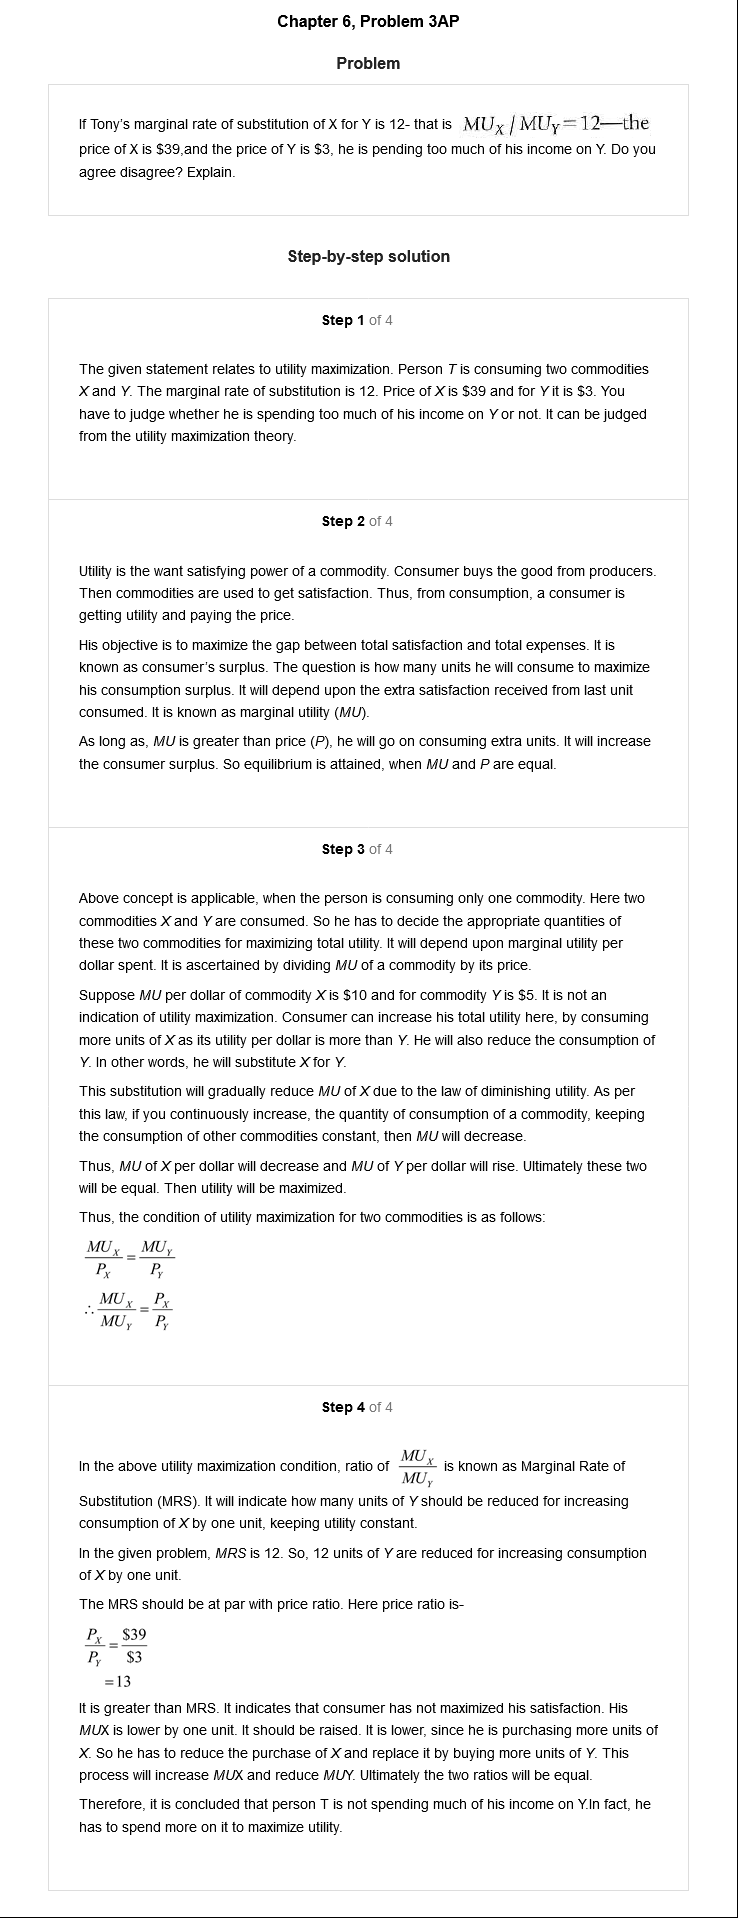 Chapter 6, Problem 3AP
Problem
If Tony's marginal rate of substitution of X for Y is 12- that is MUX / MUY=12—the
price of X is $39,and the price of Y is $3, he is pending too much of his income on Y. Do you
agree disagree? Explain.
Step-by-step solution
Step 1 of 4
The given statement relates to utility maximization. Person T is consuming two commodities
X and Y. The marginal rate of substitution is 12. Price of X is $39 and for Y it is $3. You
have to judge whether he is spending too much of his income on Y or not. It can be judged
from the utility maximization theory.
Step 2 of 4
Utility is the want satisfying power of a commodity. Consumer buys the good from producers.
Then commodities are used to get satisfaction. Thus, from consumption, a consumer is
getting utility and paying the price.
His objective is to maximize the gap between total satisfaction and total expenses. It is
known as consumer's surplus. The question is how many units he will consume to maximize
his consumption surplus. It will depend upon the extra satisfaction received from last unit
consumed. It is known as marginal utility (MU).
As long as, MU is greater than price (P), he will go on consuming extra units. It will increase
the consumer surplus. So equilibrium is attained, when MU and P are equal.
Step 3 of 4
Above concept is applicable, when the person is consuming only one commodity. Here two
commodities X and Y are consumed. So he has to decide the appropriate quantities of
these two commodities for maximizing total utility. It will depend upon marginal utility per
dollar spent. It is ascertained by dividing MU of a commodity by its price.
Suppose MU per dollar of commodity X is $10 and for commodity Y is $5. It is not an
indication of utility maximization. Consumer can increase his total utility here, by consuming
more units of X as its utility per dollar is more than Y. He will also reduce the consumption of
Y. In other words, he will substitute X for Y.
This substitution will gradually reduce MU of X due to the law of diminishing utility. As per
this law, if you continuously increase, the quantity of consumption of a commodity, keeping
the consumption of other commodities constant, then MU will decrease.
Thus, MU of X per dollar will decrease and MU of Y per dollar will rise. Ultimately these two
will be equal. Then utility will be maximized.
Thus, the condition of utility maximization for two commodities is as follows:
MUX / PX = MUY / PY
∴ MUX / MUY = PX / PY
Step 4 of 4
In the above utility maximization condition, ratio of MUX / MUY is known as Marginal Rate of
Substitution (MRS). It will indicate how many units of Y should be reduced for increasing
consumption of X by one unit, keeping utility constant.
In the given problem, MRS is 12. So, 12 units of Y are reduced for increasing consumption
of X by one unit.
The MRS should be at par with price ratio. Here price ratio is-
PX / PY = $39 / $3
=13
It is greater than MRS. It indicates that consumer has not maximized his satisfaction. His
MUX is lower by one unit. It should be raised. It is lower, since he is purchasing more units of
X. So he has to reduce the purchase of X and replace it by buying more units of Y. This
process will increase MUX and reduce MUY. Ultimately the two ratios will be equal.
Therefore, it is concluded that person T is not spending much of his income on Y.In fact, he
has to spend more on it to maximize utility.